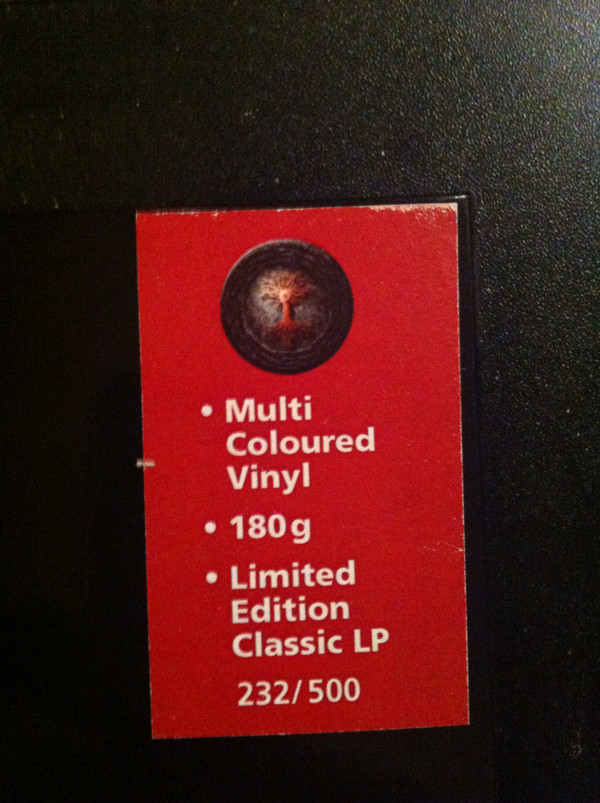 • Multi
Coloured
Vinyl
• 180g
• Limited
Edition
Classic LP
232/500